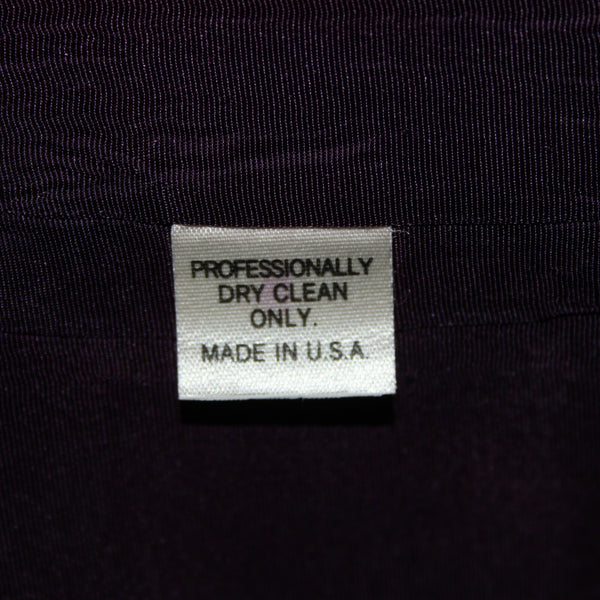 PROFESSIONALLY
DRY CLEAN
ONLY.
MADE IN U.S.A.